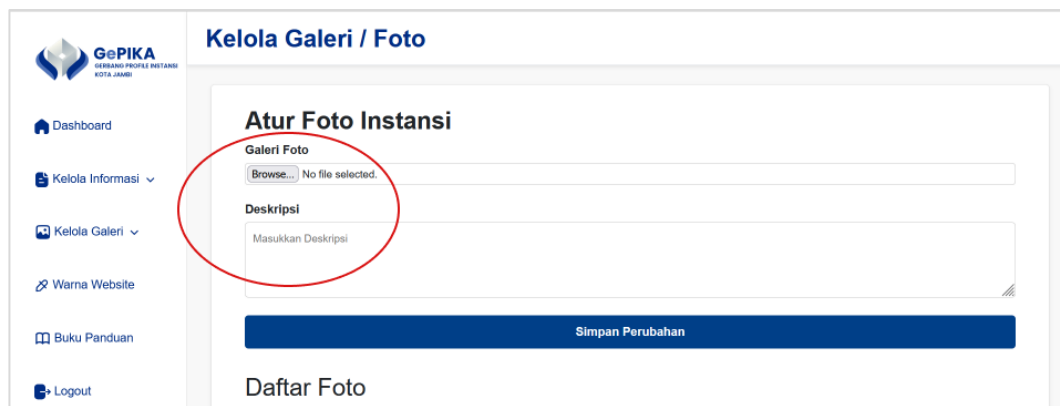 GePIKA
GERBANG PROFILE INSTANSI
KOTA JAMBI
Dashboard
Kelola Informasi
Kelola Galeri
Warna Website
Buku Panduan
Logout
Kelola Galeri / Foto
Atur Foto Instansi
Galeri Foto
Browse... No file selected.
Deskripsi
Masukkan Deskripsi
Simpan Perubahan
Daftar Foto